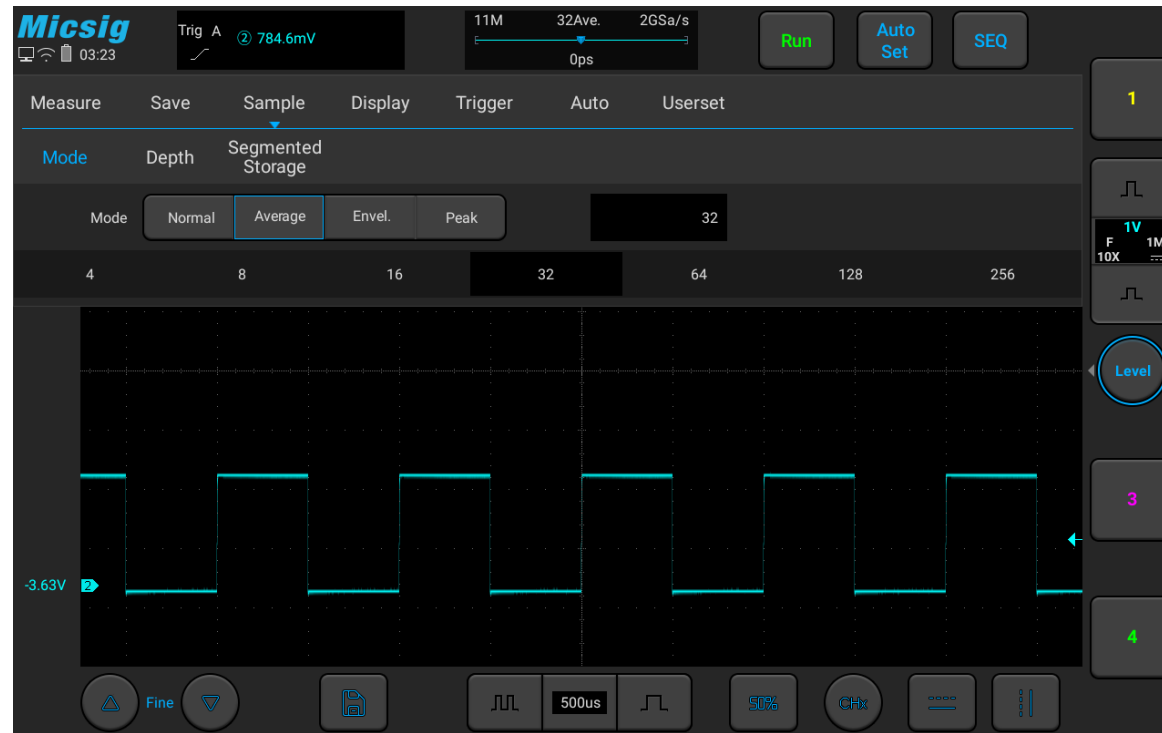 Micsig
Trig A ② 784.6mV
11M 32Ave. 2GSa/s
0ps
Run
Auto
Set
SEQ
03:23
Measure Save Sample Display Trigger Auto Userset
1
Mode Depth Segmented
Storage
Mode Normal Average Envel. Peak 32
1V
F 1M
10X
4 8 16 32 64 128 256
Level
3
-3.63V 2
4
Fine 500us 50% CHx